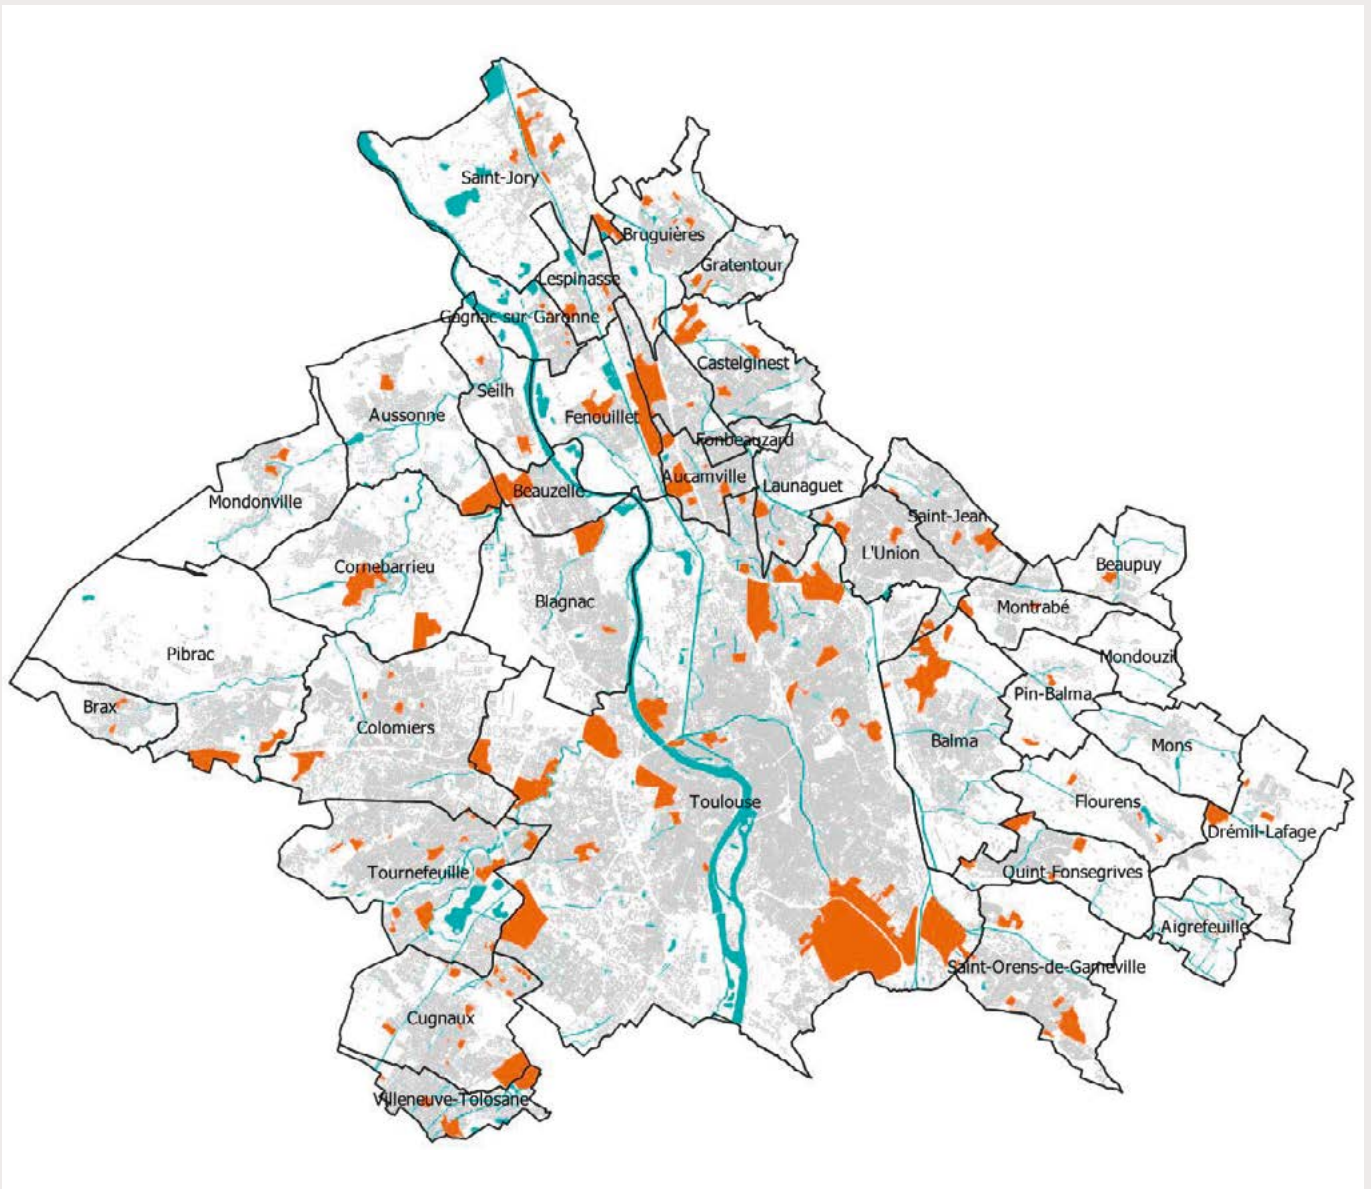 Saint-Jory
Bruguières
Gratentour
Lespinasse
Gagnac-sur-Garonne
Castelginest
Seilh
Aussonne
Fenouillet
Fonbeauzard
Aucamville
Launaguet
Beauzelle
Mondonville
Saint-Jean
L'Union
Cornebarrieu
Beaupuy
Blagnac
Montrabé
Pibrac
Mondouzil
Pin-Balma
Brax
Colomiers
Balma
Mons
Toulouse
Flourens
Drémil-Lafage
Tournefeuille
Quint-Fonsegrives
Aigrefeuille
Saint-Orens-de-Gameville
Cugnaux
Villeneuve-Tolosane